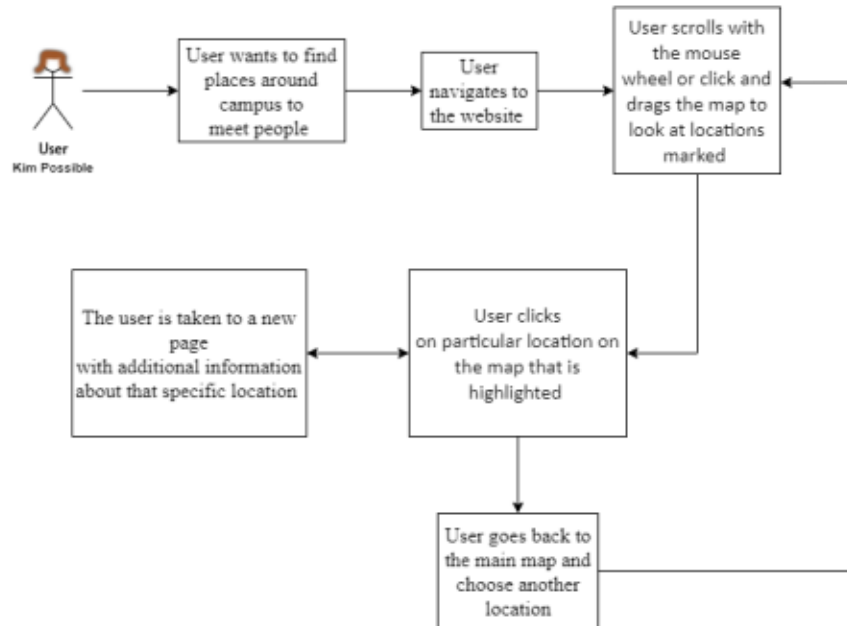 User
Kim Possible
User wants to find
places around
campus to
meet people
User
navigates to
the website
User scrolls with
the mouse
wheel or click and
drags the map to
look at locations
marked
User clicks
on particular location on
the map that is
highlighted
The user is taken to a new
page
with additional information
about that specific location
User goes back to
the main map and
choose another
location